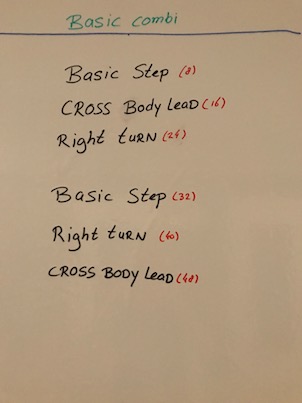 Basic combi
Basic Step (8)
CROSS Body LeaD (16)
Right tuRN (24)
Basic Step (32)
Right tuRN (40)
CROSS BoDy LeaD (48)